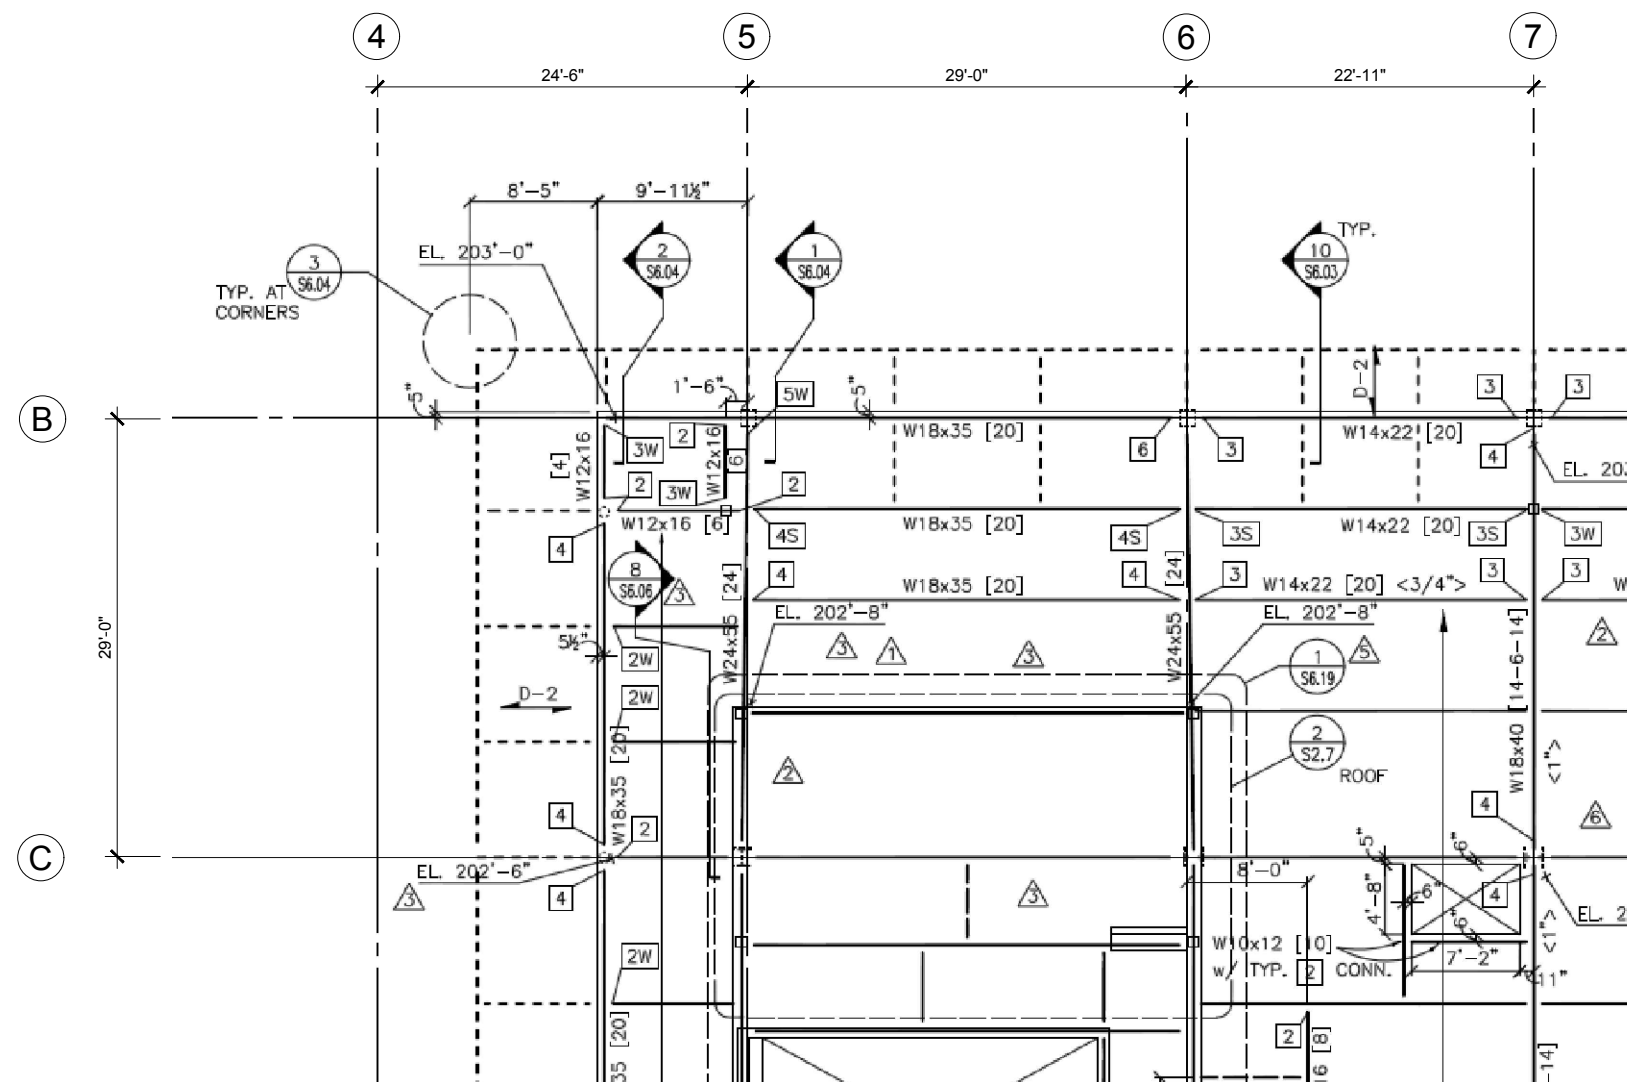 4 5 6 7
24'-6" 29'-0" 22'-11"
8'-5" 9'-11½"
TYP.
EL. 203'-0"
2
S6.04
1
S6.04
10
S6.03
3
S6.04
TYP. AT
CORNERS
D-2
1'-6"
5W
3 3
5" 5"
B
W18x35 [20] W14x22 [20]
6 3
4
[4]
W12x16
3W
2
W12x16
[6]
EL. 203
2 3W 2
W12x16 [6] W18x35 [20] W14x22 [20]
4S 4S 3S 3S 3W
4
8
S6.06
3
[24]
4 W18x35 [20] 4
[24]
3 W14x22 [20] <3/4"> 3 3
W
EL. 202'-8" EL. 202'-8"
29'-0"
5½"
2W
W24x55
3 1 3
W24x55
1
S6.19
5
[14-6-14]
2
D-2
2W
[20]
2
S2.7
ROOF
2
W18x40
<1">
4
W18x35
2
4
6
C
EL. 202'-6"
3
4
8'-0"
3
5"
6"
4'-8"
6"
4
EL. 2
6"
<1">
W10x12 [10]
w/ TYP. 2 CONN.
7'-2"
11"
2W
35 [20]
2
16 [8]
-14]